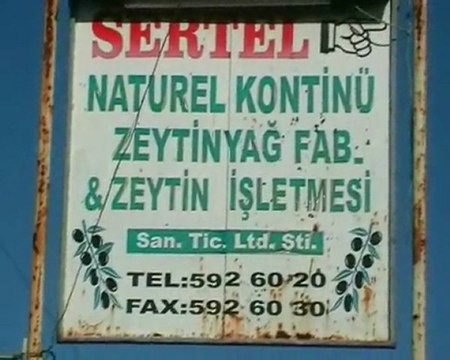 SERTEL
NATUREL KONTİNÜ
ZEYTİNYAĞ FAB.
& ZEYTİN İŞLETMESİ
San. Tic. Ltd. Şti.
TEL:592 60 20
FAX:592 60 30